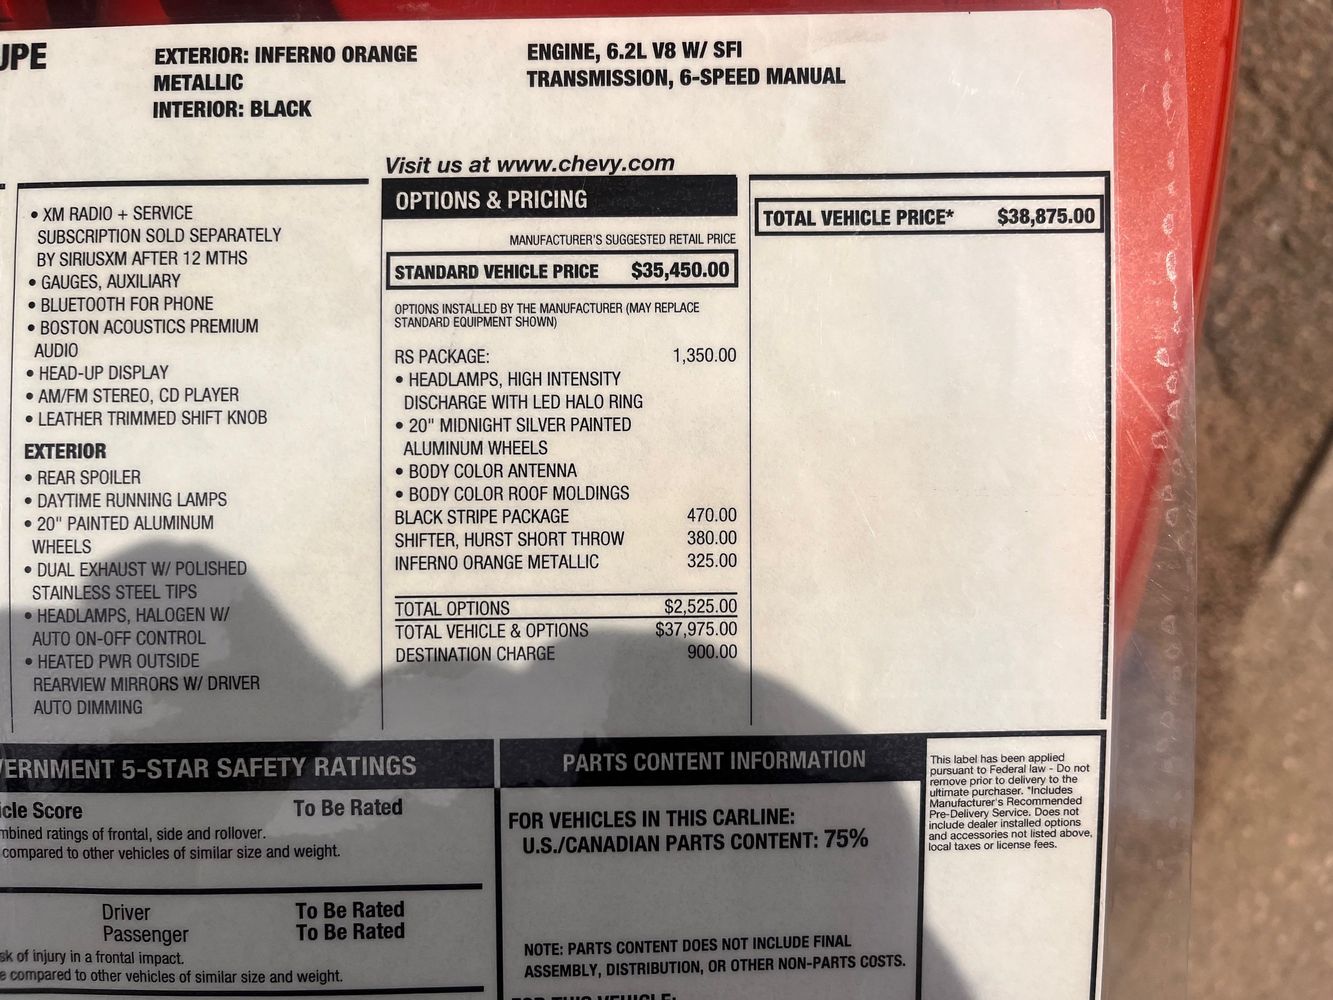 UPE
EXTERIOR: INFERNO ORANGE
METALLIC
INTERIOR: BLACK
ENGINE, 6.2L V8 W/ SFI
TRANSMISSION, 6-SPEED MANUAL
• XM RADIO + SERVICE
SUBSCRIPTION SOLD SEPARATELY
BY SIRIUSXM AFTER 12 MTHS
• GAUGES, AUXILIARY
• BLUETOOTH FOR PHONE
• BOSTON ACOUSTICS PREMIUM
AUDIO
• HEAD-UP DISPLAY
• AM/FM STEREO, CD PLAYER
• LEATHER TRIMMED SHIFT KNOB
EXTERIOR
• REAR SPOILER
• DAYTIME RUNNING LAMPS
• 20" PAINTED ALUMINUM
WHEELS
• DUAL EXHAUST W/ POLISHED
STAINLESS STEEL TIPS
• HEADLAMPS, HALOGEN W/
AUTO ON-OFF CONTROL
• HEATED PWR OUTSIDE
REARVIEW MIRRORS W/ DRIVER
AUTO DIMMING
Visit us at www.chevy.com
OPTIONS & PRICING
MANUFACTURER'S SUGGESTED RETAIL PRICE
STANDARD VEHICLE PRICE $35,450.00
OPTIONS INSTALLED BY THE MANUFACTURER (MAY REPLACE
STANDARD EQUIPMENT SHOWN)
RS PACKAGE: 1,350.00
• HEADLAMPS, HIGH INTENSITY
DISCHARGE WITH LED HALO RING
• 20" MIDNIGHT SILVER PAINTED
ALUMINUM WHEELS
• BODY COLOR ANTENNA
• BODY COLOR ROOF MOLDINGS
BLACK STRIPE PACKAGE 470.00
SHIFTER, HURST SHORT THROW 380.00
INFERNO ORANGE METALLIC 325.00
TOTAL OPTIONS $2,525.00
TOTAL VEHICLE & OPTIONS $37,975.00
DESTINATION CHARGE 900.00
TOTAL VEHICLE PRICE* $38,875.00
VERNMENT 5-STAR SAFETY RATINGS
icle Score To Be Rated
mbined ratings of frontal, side and rollover.
compared to other vehicles of similar size and weight.
Driver To Be Rated
Passenger To Be Rated
sk of injury in a frontal impact.
e compared to other vehicles of similar size and weight.
PARTS CONTENT INFORMATION
FOR VEHICLES IN THIS CARLINE:
U.S./CANADIAN PARTS CONTENT: 75%
NOTE: PARTS CONTENT DOES NOT INCLUDE FINAL
ASSEMBLY, DISTRIBUTION, OR OTHER NON-PARTS COSTS.
FOR THIS VEHICLE:
This label has been applied
pursuant to Federal law - Do not
remove prior to delivery to the
ultimate purchaser. *Includes
Manufacturer's Recommended
Pre-Delivery Service. Does not
include dealer installed options
and accessories not listed above,
local taxes or license fees.